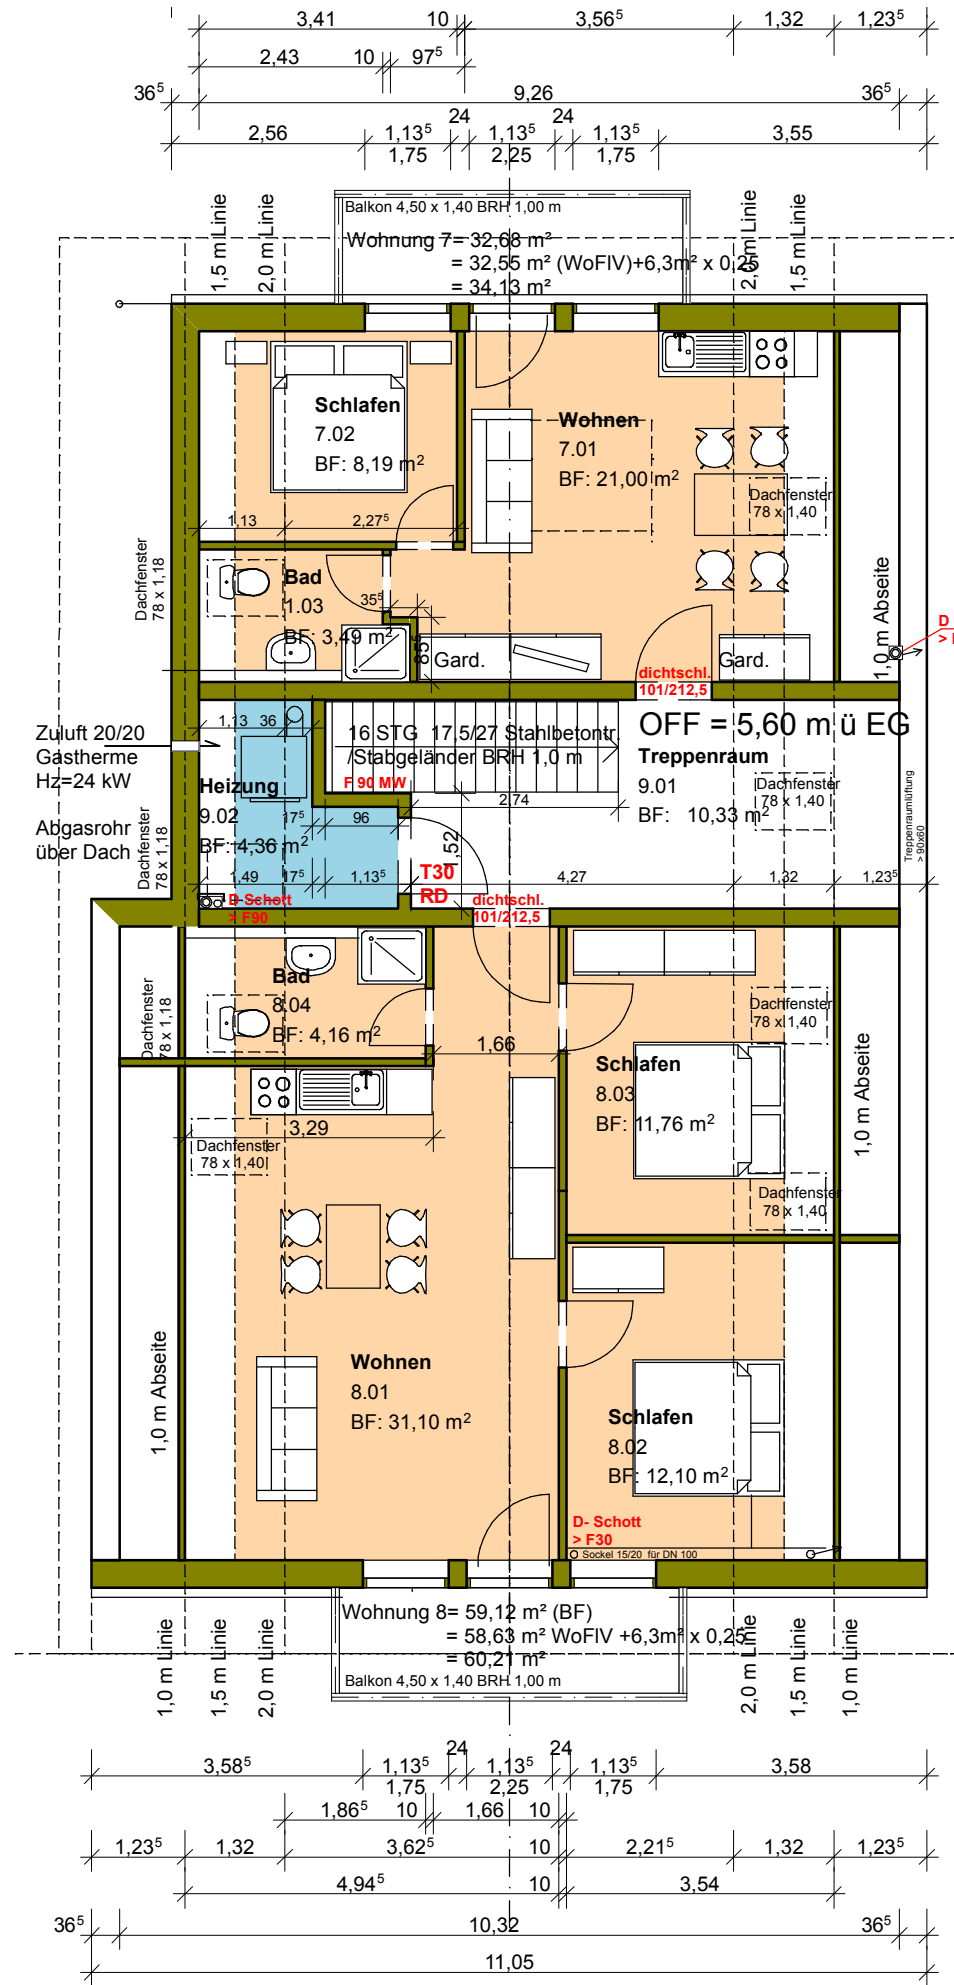 3,41 10 3,56⁵ 1,32 1,23⁵
2,43 10 97⁵
36⁵ 9,26 36⁵
24 24
2,56 1,13⁵ 1,13⁵ 1,13⁵ 3,55
1,75 2,25 1,75
1,5 m Linie
2,0 m Linie
2,0 m Linie
1,5 m Linie
Balkon 4,50 x 1,40 BRH 1,00 m
Wohnung 7= 32,68 m²
= 32,55 m² (WoFlV)+6,3m² x 0,25
= 34,13 m²
Schlafen
7.02
BF: 8,19 m²
Wohnen
7.01
BF: 21,00 m²
Dachfenster
78 x 1,40
1,13 2,27⁵
Dachfenster
78 x 1,18
Bad
1.03
BF: 3,49 m²
35⁵
85⁵
Gard.
Gard.
dichtschl.
101/212,5
1,0 m Abseite
D
>
Zuluft 20/20
Gastherme
Hz=24 kW
Abgasrohr
über Dach
1,13 36
16 STG 17,5/27 Stahlbetontr.
/Stabgeländer BRH 1,0 m
F 90 MW
OFF = 5,60 m ü EG
Treppenraum
9.01
BF: 10,33 m²
Dachfenster
78 x 1,40
Treppenraumlüftung
> 90x60
Heizung
9.02
BF: 4,36 m²
17⁵ 96
2,74
1,52
Dachfenster
78 x 1,18
1,49 17⁵ 1,13⁵ 4,27 1,32 1,23⁵
T30
RD
D-Schott
> F90
dichtschl.
101/212,5
Bad
8.04
BF: 4,16 m²
Dachfenster
78 x 1,18
1,66
Dachfenster
78 x 1,40
Schlafen
8.03
BF: 11,76 m²
1,0 m Abseite
3,29
Dachfenster
78 x 1,40
Dachfenster
78 x 1,40
1,0 m Abseite
Wohnen
8.01
BF: 31,10 m²
Schlafen
8.02
BF: 12,10 m²
D- Schott
> F30
Sockel 15/20 für DN 100
Wohnung 8= 59,12 m² (BF)
= 58,63 m² WoFlV +6,3m² x 0,25
= 60,21 m²
Balkon 4,50 x 1,40 BRH 1,00 m
1,0 m Linie
1,5 m Linie
2,0 m Linie
2,0 m Linie
1,5 m Linie
1,0 m Linie
24 24
3,58⁵ 1,13⁵ 1,13⁵ 1,13⁵ 3,58
1,75 2,25 1,75
1,86⁵ 10 1,66 10
1,23⁵ 1,32 3,62⁵ 10 2,21⁵ 1,32 1,23⁵
4,94⁵ 10 3,54
36⁵ 10,32 36⁵
11,05